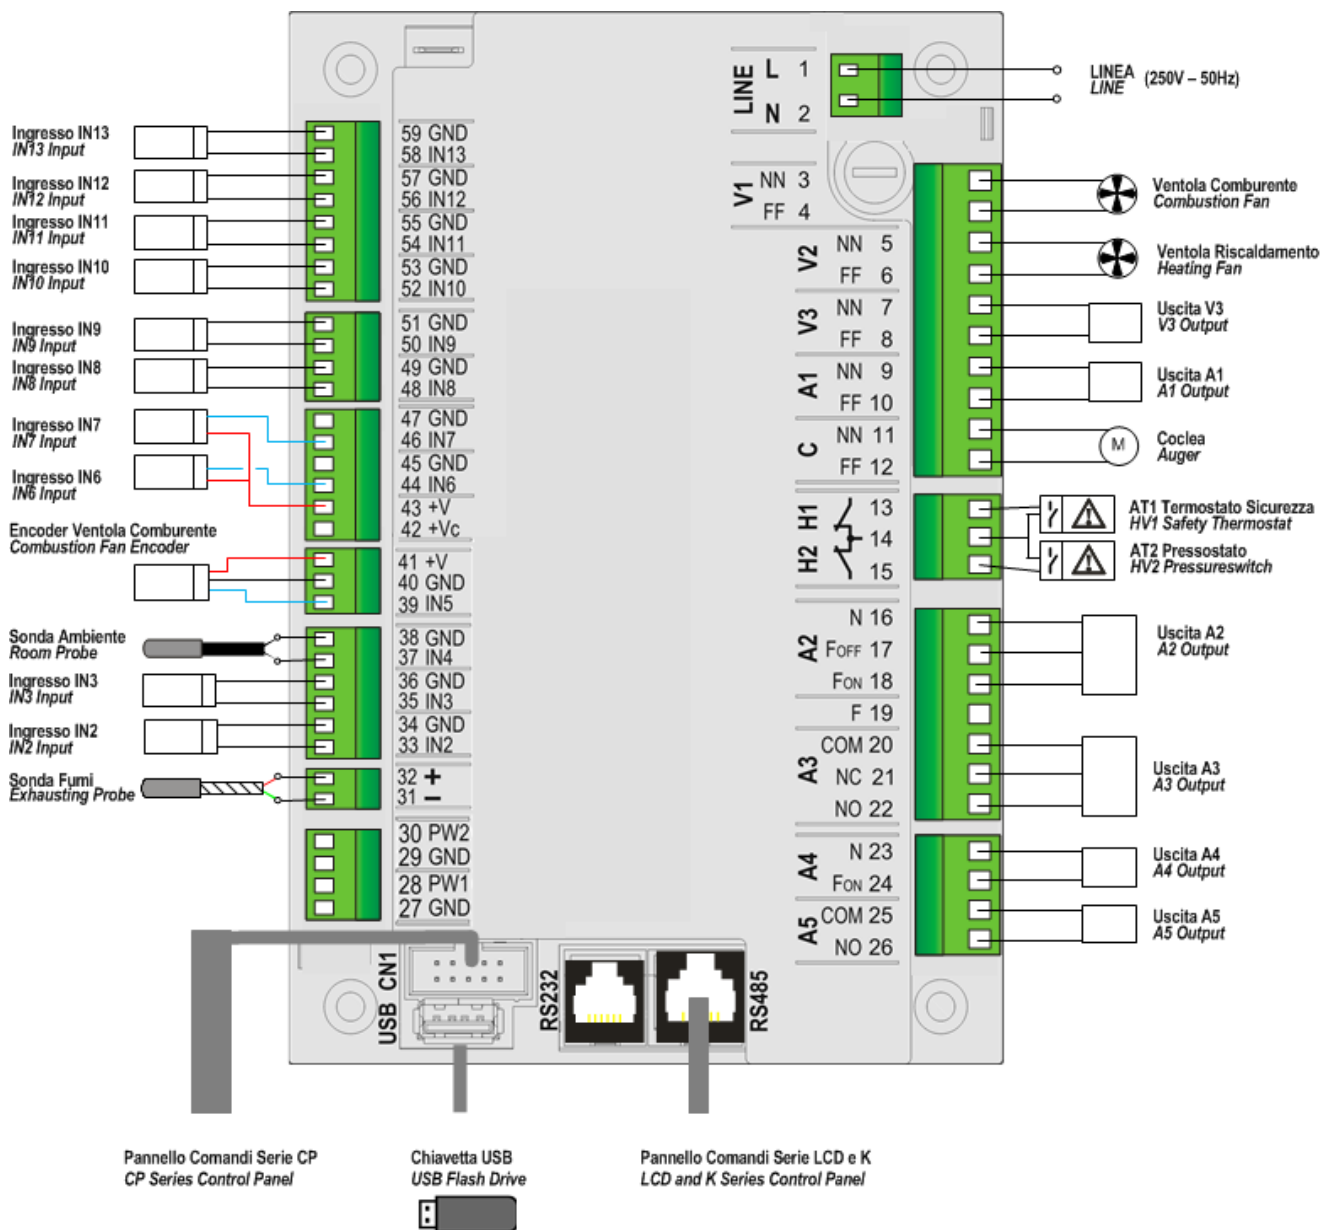 Ingresso IN13
IN13 Input
Ingresso IN12
IN12 Input
Ingresso IN11
IN11 Input
Ingresso IN10
IN10 Input
Ingresso IN9
IN9 Input
Ingresso IN8
IN8 Input
Ingresso IN7
IN7 Input
Ingresso IN6
IN6 Input
Encoder Ventola Comburente
Combustion Fan Encoder
Sonda Ambiente
Room Probe
Ingresso IN3
IN3 Input
Ingresso IN2
IN2 Input
Sonda Fumi
Exhausting Probe
59 GND
58 IN13
57 GND
56 IN12
55 GND
54 IN11
53 GND
52 IN10
51 GND
50 IN9
49 GND
48 IN8
47 GND
46 IN7
45 GND
44 IN6
43 +V
42 +Vc
41 +V
40 GND
39 IN5
38 GND
37 IN4
36 GND
35 IN3
34 GND
33 IN2
32 +
31 −
30 PW2
29 GND
28 PW1
27 GND
LINE
L 1
N 2
V1
NN 3
FF 4
V2
NN 5
FF 6
V3
NN 7
FF 8
A1
NN 9
FF 10
C
NN 11
FF 12
H1
H2
13
14
15
A2
N 16
FOFF 17
FON 18
F 19
A3
COM 20
NC 21
NO 22
A4
N 23
FON 24
A5
COM 25
NO 26
LINEA
LINE
(250V – 50Hz)
Ventola Comburente
Combustion Fan
Ventola Riscaldamento
Heating Fan
Uscita V3
V3 Output
Uscita A1
A1 Output
M
Coclea
Auger
AT1 Termostato Sicurezza
HV1 Safety Thermostat
AT2 Pressostato
HV2 Pressureswitch
Uscita A2
A2 Output
Uscita A3
A3 Output
Uscita A4
A4 Output
Uscita A5
A5 Output
CN1
USB
RS232
RS485
Pannello Comandi Serie CP
CP Series Control Panel
Chiavetta USB
USB Flash Drive
Pannello Comandi Serie LCD e K
LCD and K Series Control Panel